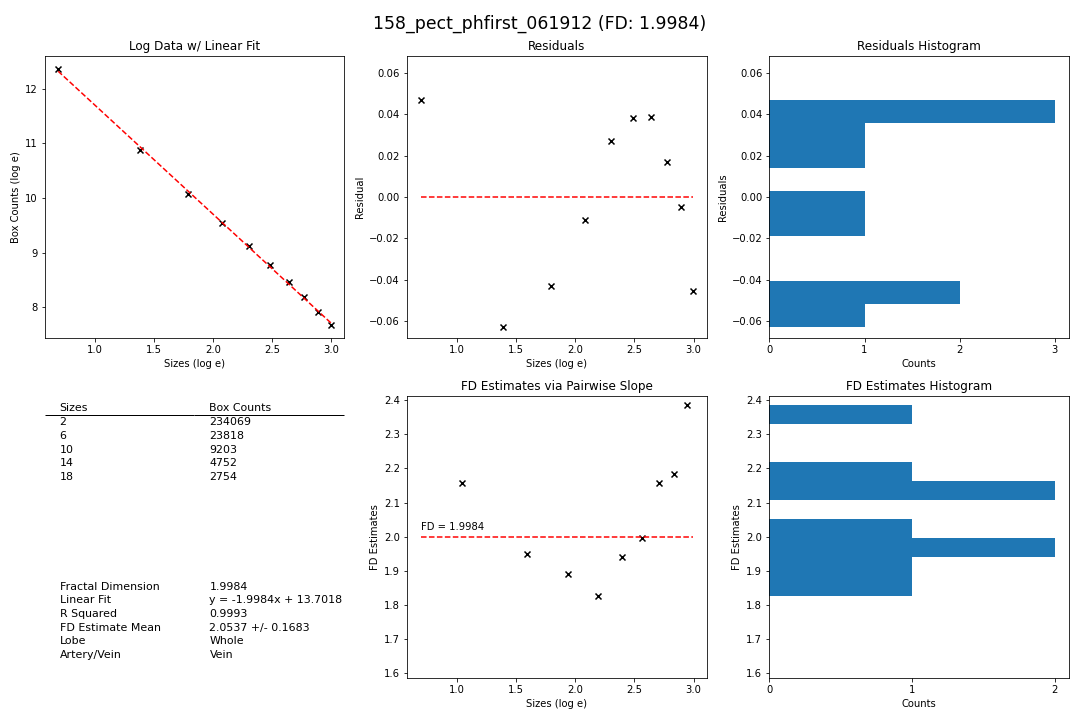 158_pect_phfirst_061912 (FD: 1.9984)
Log Data w/ Linear Fit
Box Counts (log e)
12
11
10
9
8
1.0 1.5 2.0 2.5 3.0
Sizes (log e)
Residuals
Residual
0.06
0.04
0.02
0.00
−0.02
−0.04
−0.06
1.0 1.5 2.0 2.5 3.0
Sizes (log e)
Residuals Histogram
Residuals
0.06
0.04
0.02
0.00
−0.02
−0.04
−0.06
0 1 2 3
Counts
Sizes Box Counts
2 234069
6 23818
10 9203
14 4752
18 2754
Fractal Dimension 1.9984
Linear Fit y = -1.9984x + 13.7018
R Squared 0.9993
FD Estimate Mean 2.0537 +/- 0.1683
Lobe Whole
Artery/Vein Vein
FD Estimates via Pairwise Slope
FD Estimates
2.4
2.3
2.2
2.1
2.0
1.9
1.8
1.7
1.6
FD = 1.9984
1.0 1.5 2.0 2.5 3.0
Sizes (log e)
FD Estimates Histogram
FD Estimates
2.4
2.3
2.2
2.1
2.0
1.9
1.8
1.7
1.6
0 1 2
Counts